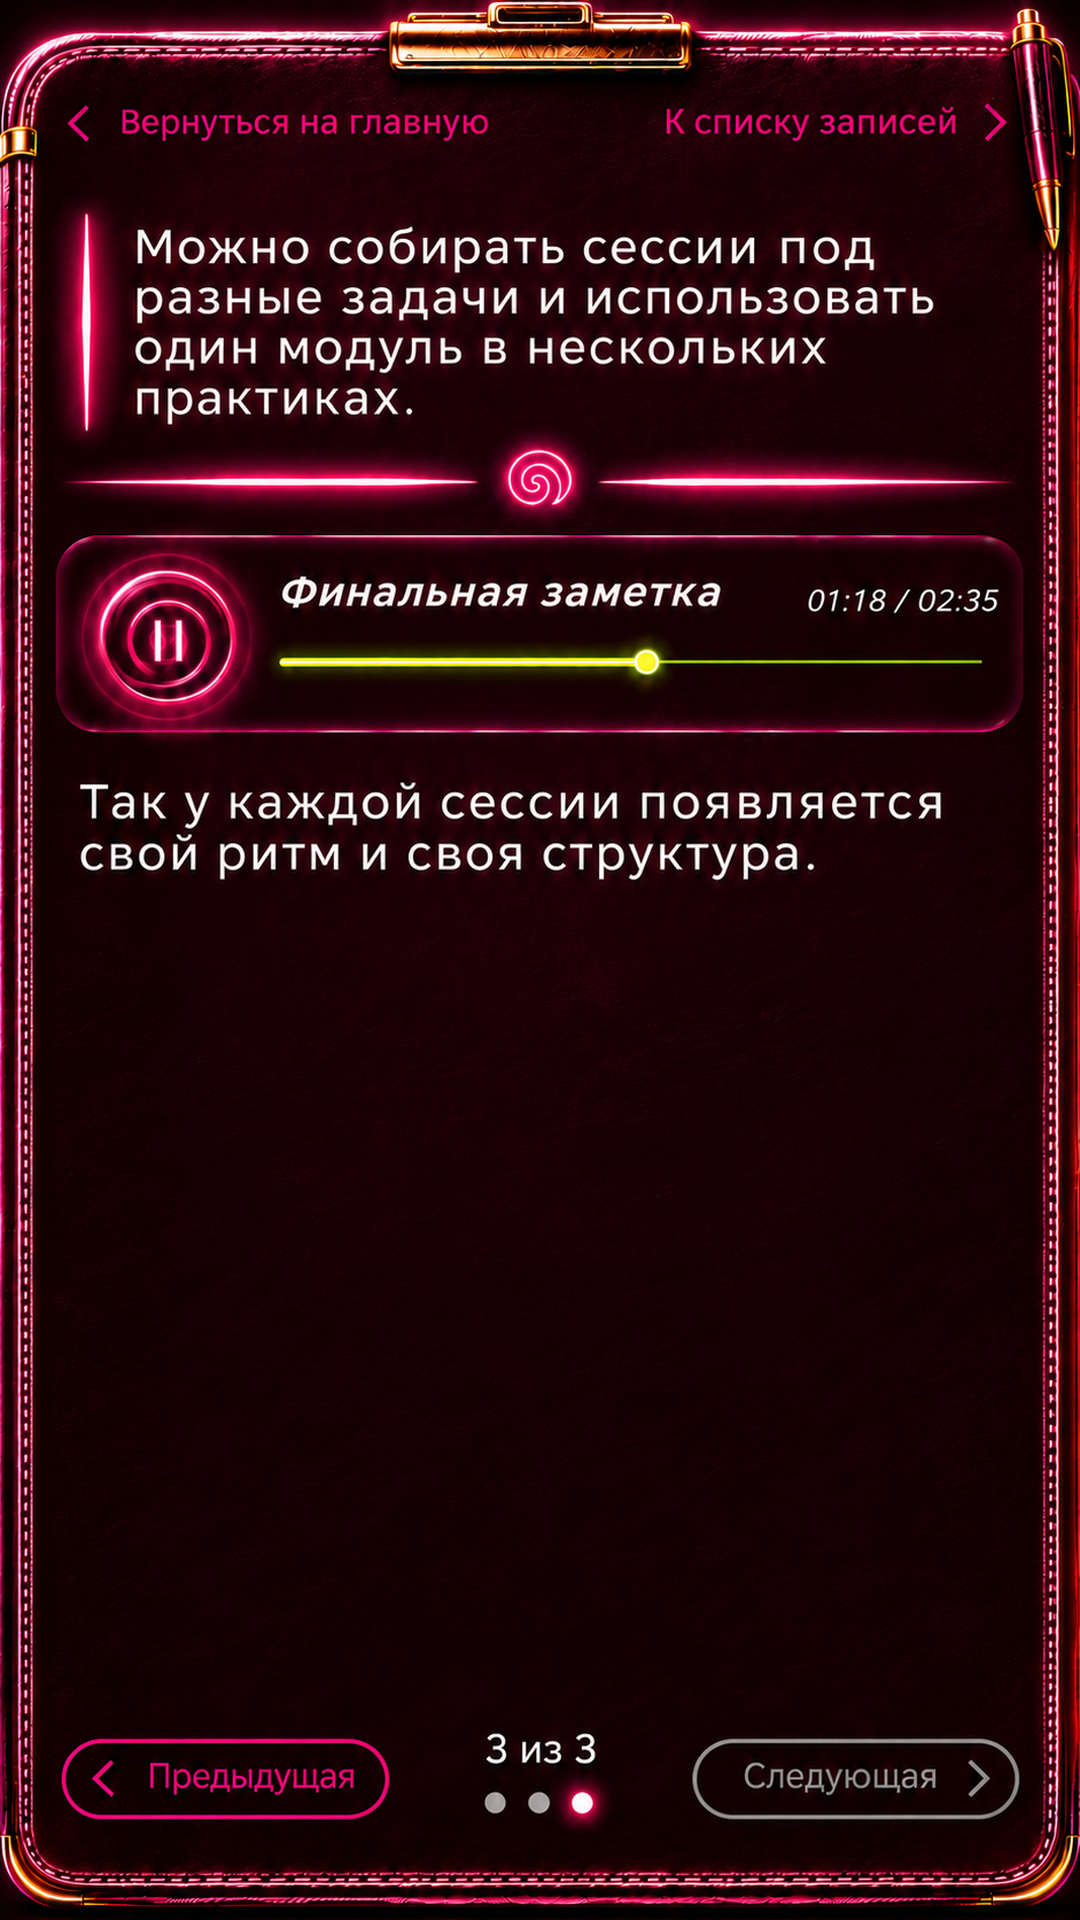 Вернуться на главную
К списку записей
Можно собирать сессии под
разные задачи и использовать
один модуль в нескольких
практиках.
Финальная заметка
01:18 / 02:35
Так у каждой сессии появляется
свой ритм и своя структура.
Предыдущая
3 из 3
Следующая